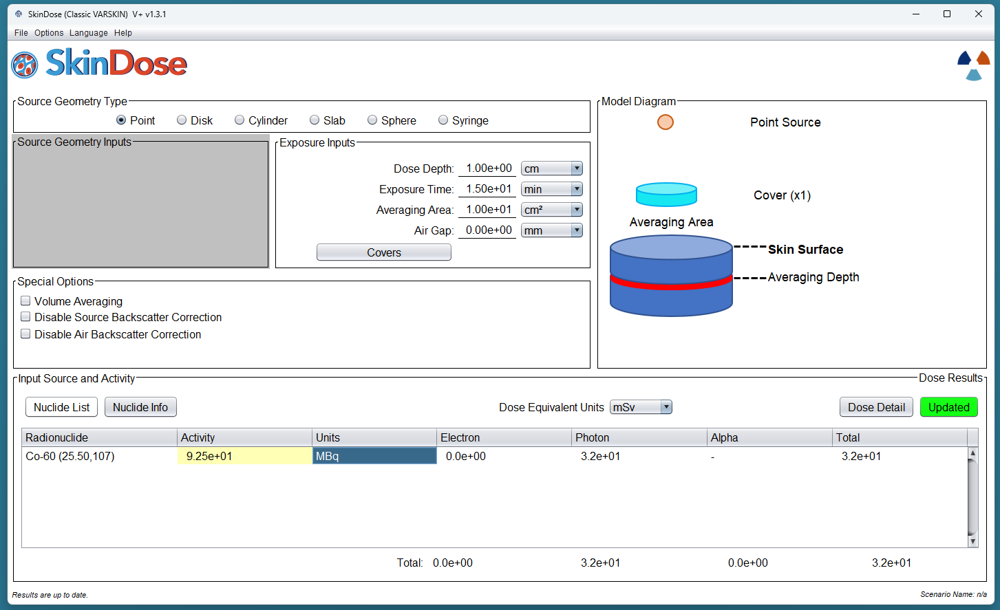 SkinDose (Classic VARSKIN)  V+ v1.3.1
File Options Language Help
SkinDose
Source Geometry Type
Point Disk Cylinder Slab Sphere Syringe
Source Geometry Inputs
Exposure Inputs
Dose Depth: 1.00e+00 cm
Exposure Time: 1.50e+01 min
Averaging Area: 1.00e+01 cm²
Air Gap: 0.00e+00 mm
Covers
Special Options
Volume Averaging
Disable Source Backscatter Correction
Disable Air Backscatter Correction
Model Diagram
Point Source
Cover (x1)
Averaging Area
Skin Surface
Averaging Depth
Input Source and Activity
Dose Results
Nuclide List Nuclide Info Dose Equivalent Units mSv Dose Detail Updated
Radionuclide Activity Units Electron Photon Alpha Total
Co-60 (25.50,107) 9.25e+01 MBq 0.0e+00 3.2e+01 - 3.2e+01
Total: 0.0e+00 3.2e+01 0.0e+00 3.2e+01
Results are up to date.
Scenario Name: n/a